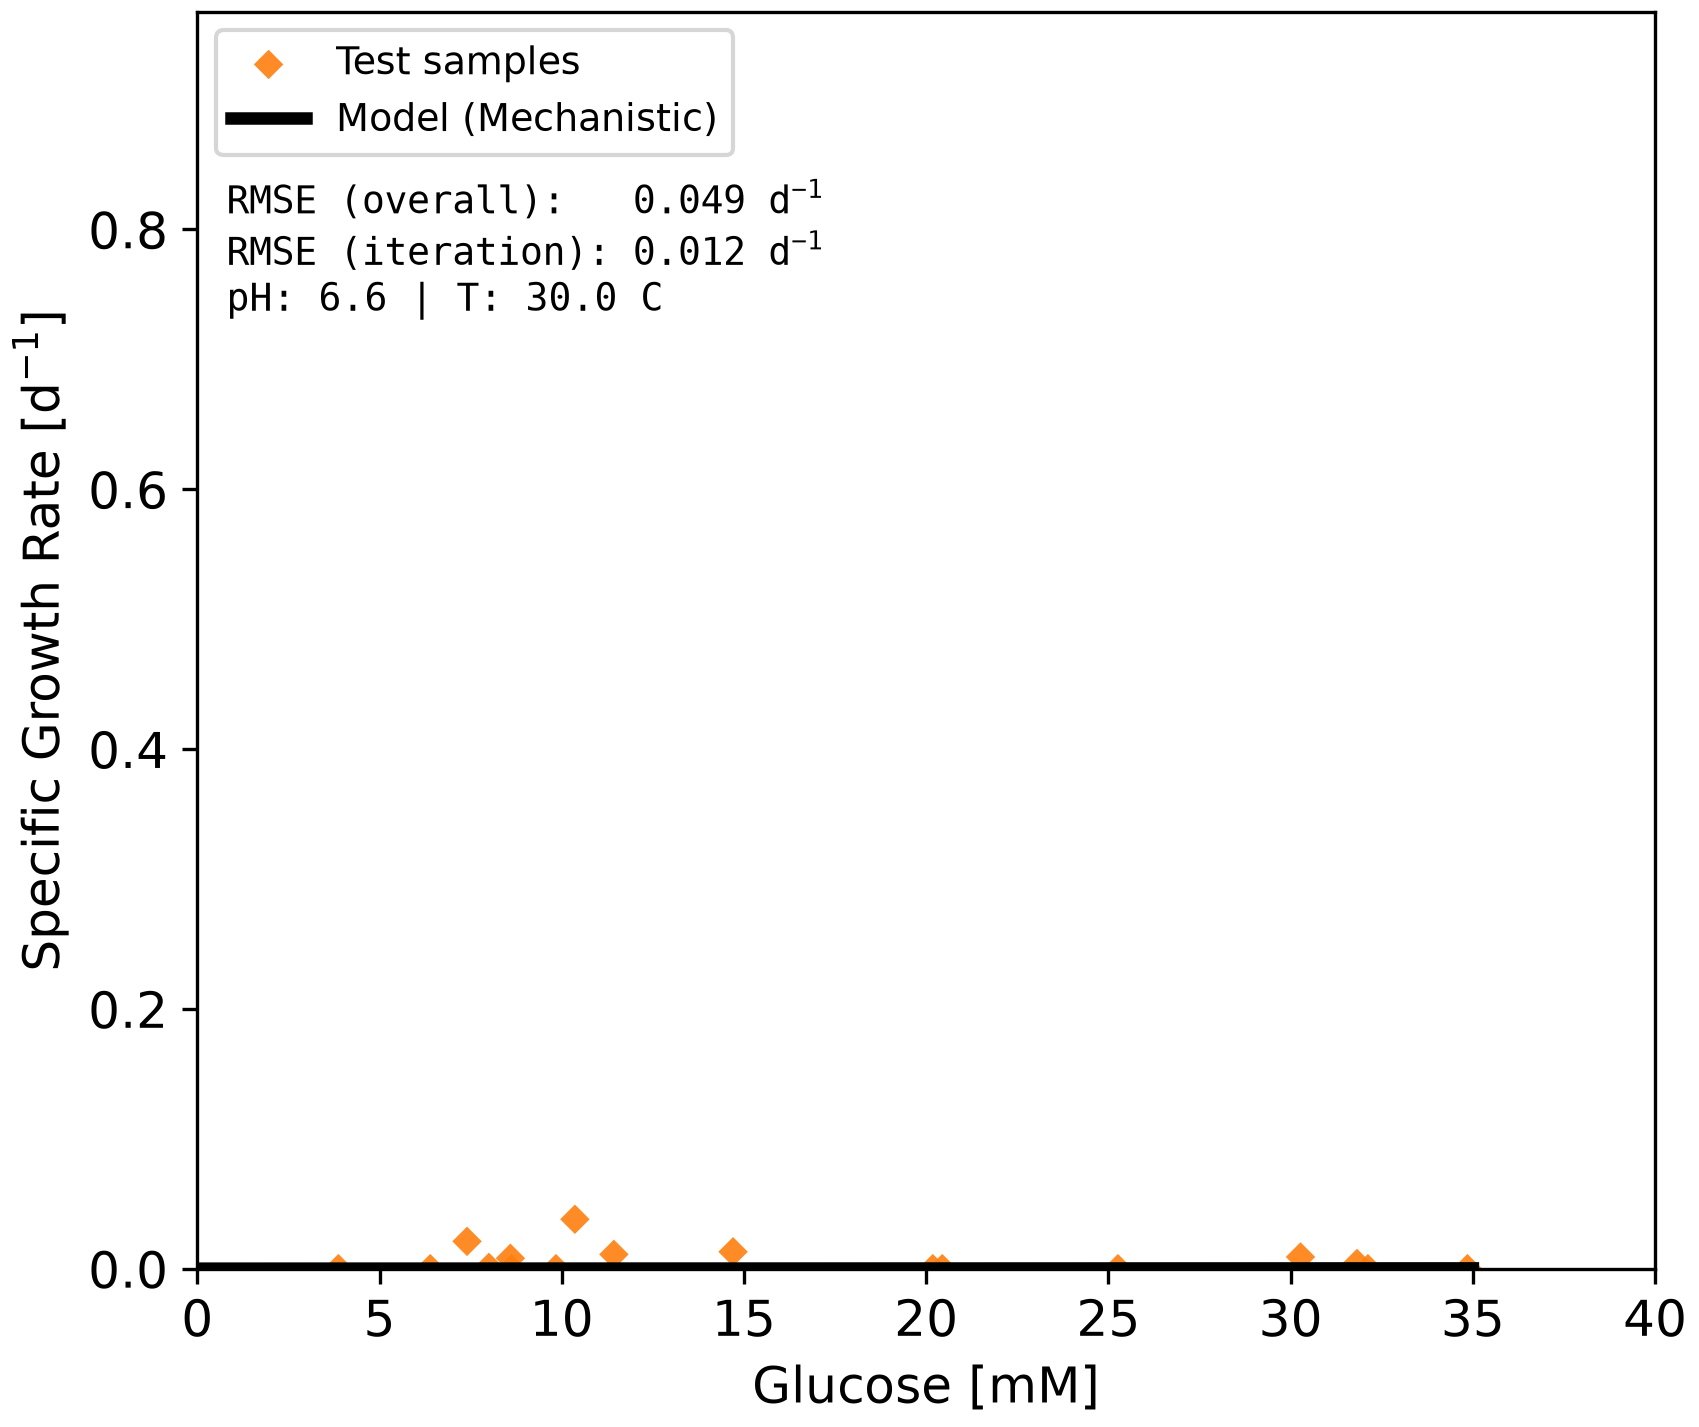 Test samples
Model (Mechanistic)
RMSE (overall): 0.049 d⁻¹
RMSE (iteration): 0.012 d⁻¹
pH: 6.6 | T: 30.0 C
Specific Growth Rate [d⁻¹]
0.8
0.6
0.4
0.2
0.0
0 5 10 15 20 25 30 35 40
Glucose [mM]